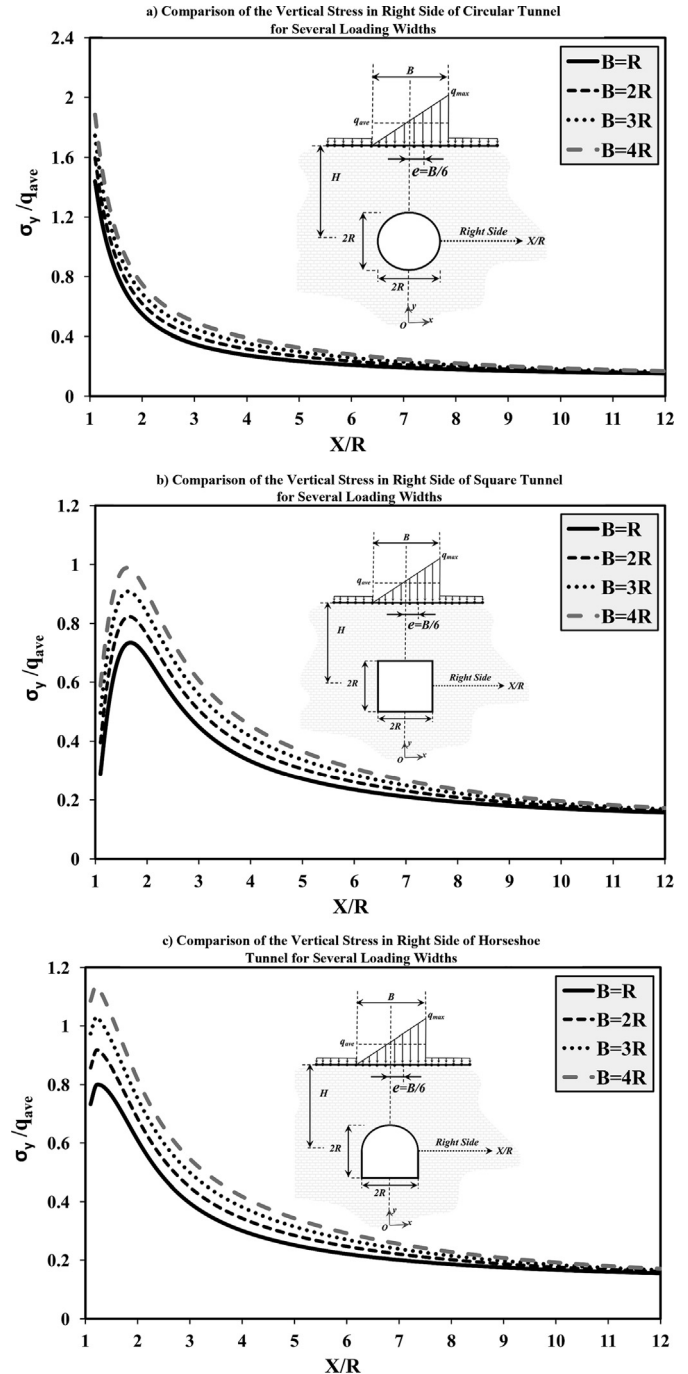 a) Comparison of the Vertical Stress in Right Side of Circular Tunnel
for Several Loading Widths
2.4
2
1.6
1.2
0.8
0.4
0
σy/qave
1 2 3 4 5 6 7 8 9 10 11 12
X/R
B=R
B=2R
B=3R
B=4R
B
qmax
qave
e=B/6
H
2R
Right Side
X/R
2R
y
O
x
b) Comparison of the Vertical Stress in Right Side of Square Tunnel
for Several Loading Widths
1.2
1
0.8
0.6
0.4
0.2
0
σy/qave
1 2 3 4 5 6 7 8 9 10 11 12
X/R
B=R
B=2R
B=3R
B=4R
B
qmax
qave
e=B/6
H
2R
Right Side
X/R
2R
y
O
x
c) Comparison of the Vertical Stress in Right Side of Horseshoe
Tunnel for Several Loading Widths
1.2
1
0.8
0.6
0.4
0.2
0
σy/qave
1 2 3 4 5 6 7 8 9 10 11 12
X/R
B=R
B=2R
B=3R
B=4R
B
qmax
qave
e=B/6
H
2R
Right Side
X/R
2R
y
O
x